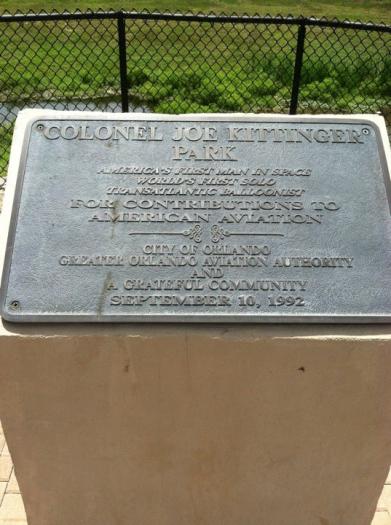 COLONEL JOE KITTINGER
PARK
AMERICA'S FIRST MAN IN SPACE
WORLD'S FIRST SOLO
TRANSATLANTIC BALLOONIST
FOR CONTRIBUTIONS TO
AMERICAN AVIATION
CITY OF ORLANDO
GREATER ORLANDO AVIATION AUTHORITY
AND
A GRATEFUL COMMUNITY
SEPTEMBER 10, 1992